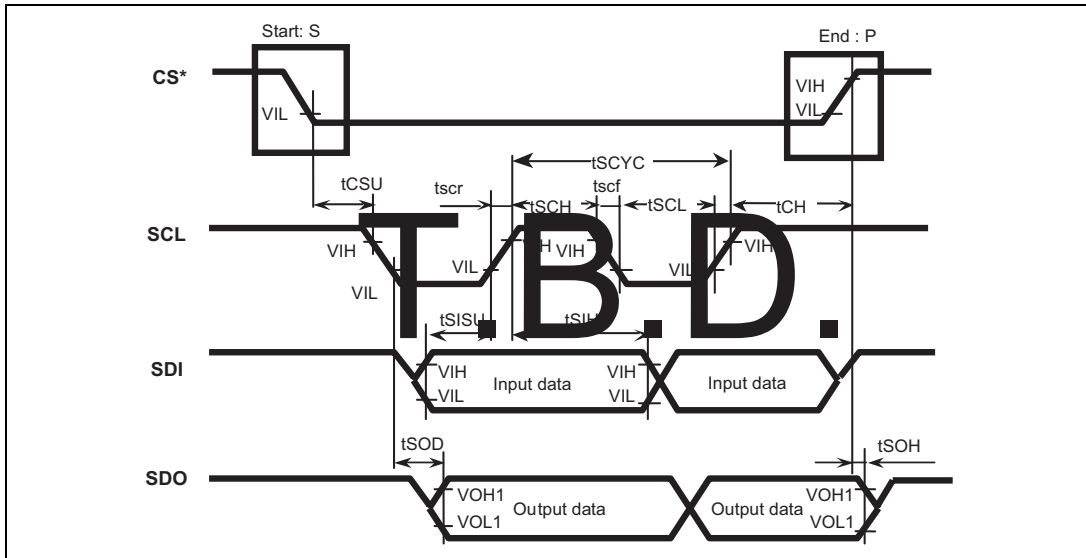 Start: S
End : P
CS*
VIH
VIL
VIL
tSCYC
tCSU
tscr
tscf
tSCH
tSCL
tCH
SCL
VIH
VIH
VIH
VIH
VIL
VIL
VIL
T.B.D.
tSISU
tSIH
SDI
VIH
Input data
VIH
Input data
VIL
VIL
tSOD
tSOH
SDO
VOH1
Output data
Output data
VOH1
VOL1
VOL1